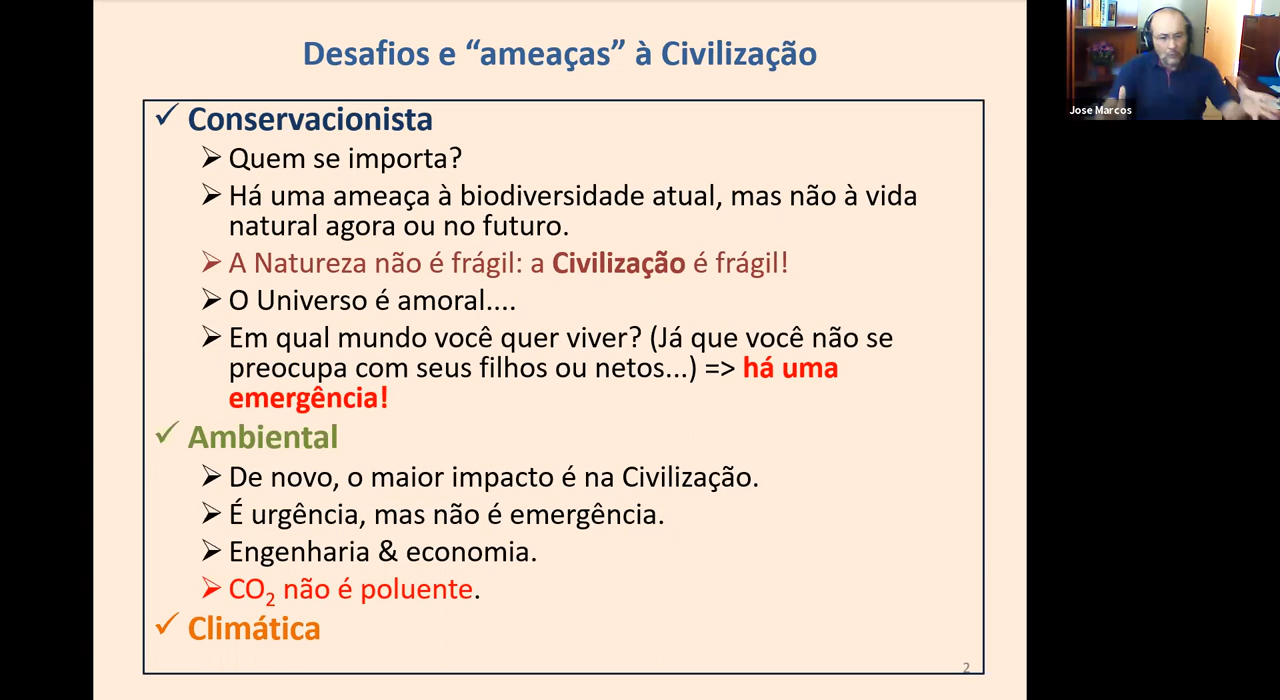 Desafios e “ameaças” à Civilização
✓ Conservacionista
➢ Quem se importa?
➢ Há uma ameaça à biodiversidade atual, mas não à vida
natural agora ou no futuro.
➢ A Natureza não é frágil: a Civilização é frágil!
➢ O Universo é amoral....
➢ Em qual mundo você quer viver? (Já que você não se
preocupa com seus filhos ou netos...) => há uma
emergência!
✓ Ambiental
➢ De novo, o maior impacto é na Civilização.
➢ É urgência, mas não é emergência.
➢ Engenharia & economia.
➢ CO₂ não é poluente.
✓ Climática
2
Jose Marcos